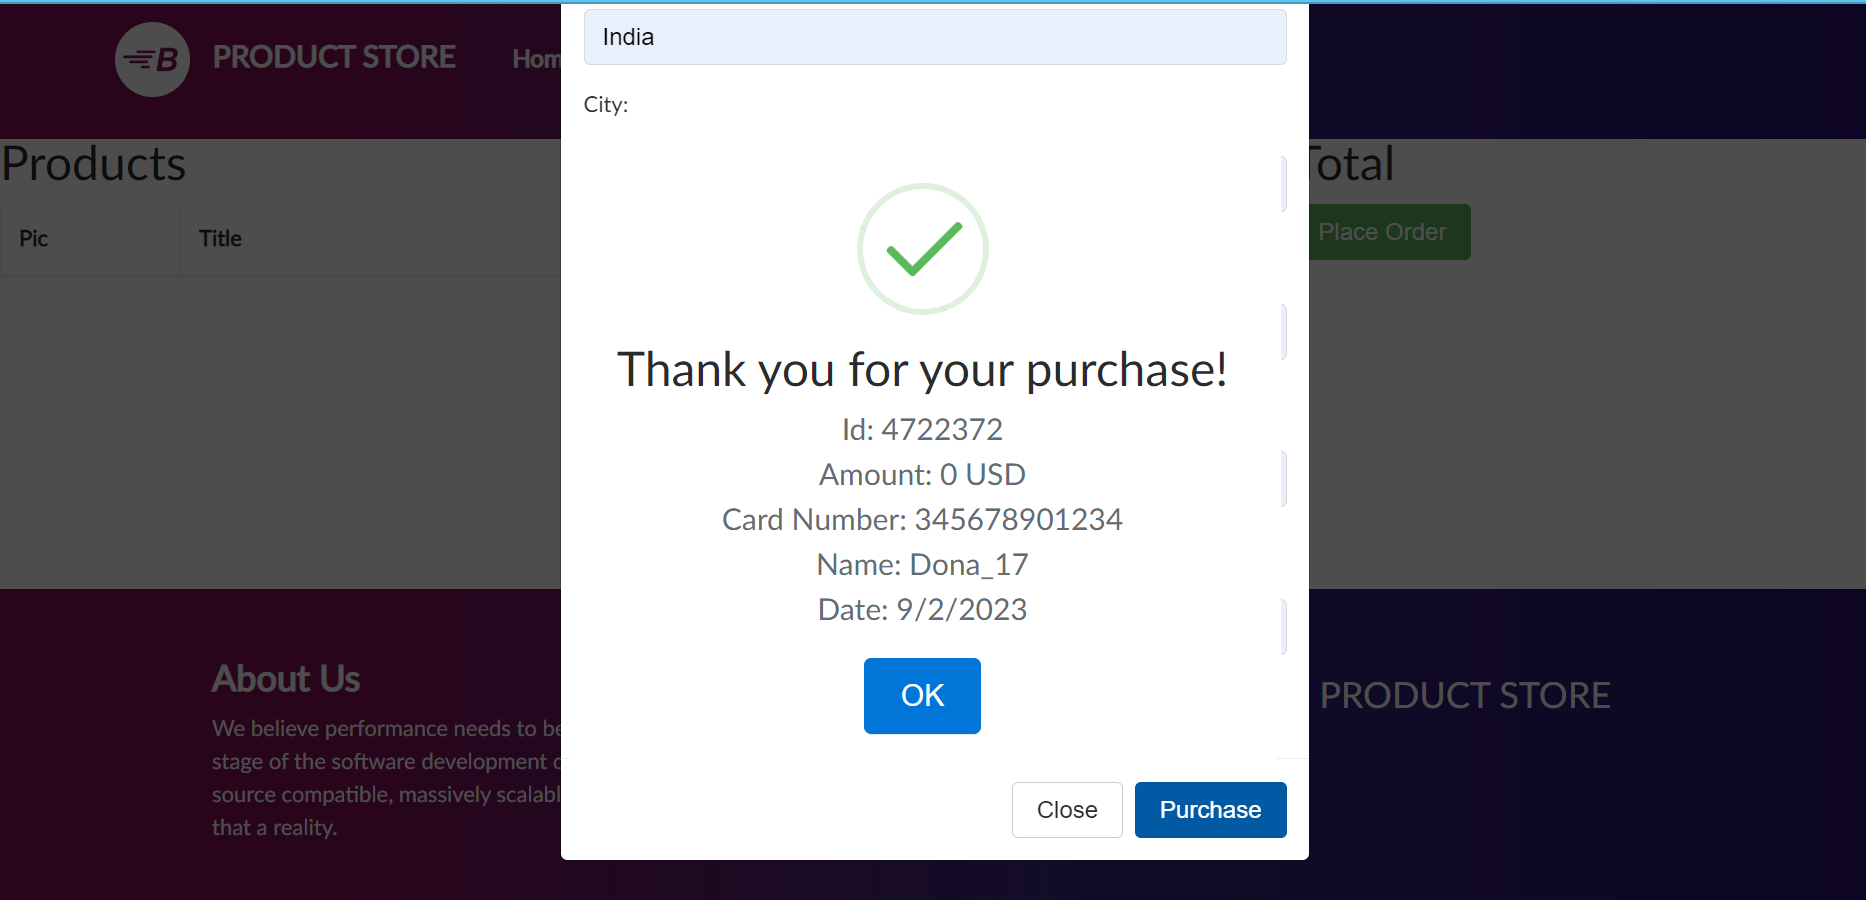 B
PRODUCT STORE
Hom
India
City:
Products
Total
Pic
Title
Place Order
Thank you for your purchase!
Id: 4722372
Amount: 0 USD
Card Number: 345678901234
Name: Dona_17
Date: 9/2/2023
OK
Close
Purchase
About Us
We believe performance needs to be
stage of the software development c
source compatible, massively scalabl
that a reality.
PRODUCT STORE